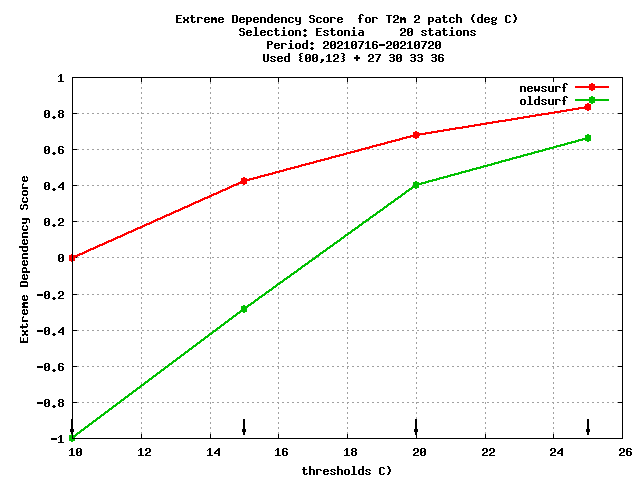 Extreme Dependency Score  for T2m 2 patch (deg C)
Selection: Estonia     20 stations
Period: 20210716-20210720
Used {00,12} + 27 30 33 36
newsurf
oldsurf
Extreme Dependency Score
1
0.8
0.6
0.4
0.2
0
-0.2
-0.4
-0.6
-0.8
-1
10 12 14 16 18 20 22 24 26
thresholds C)